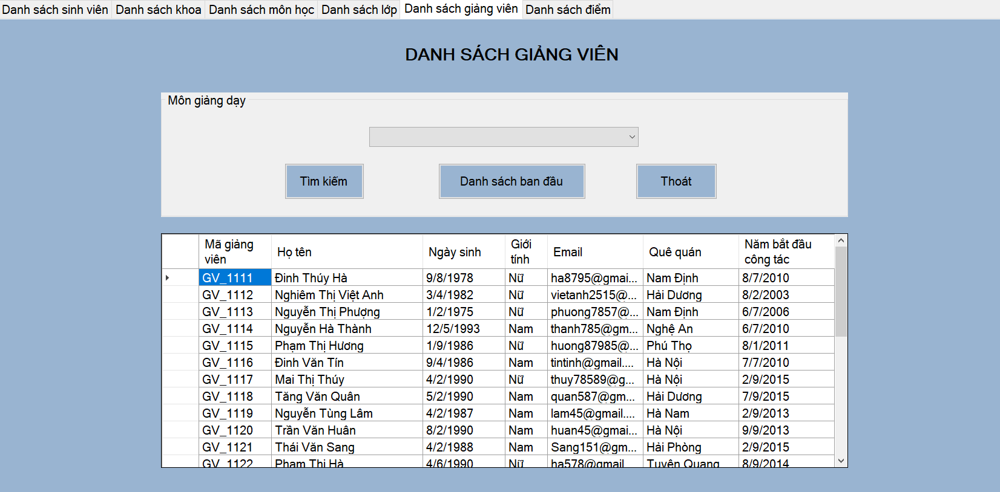 Danh sách sinh viên Danh sách khoa Danh sách môn học Danh sách lớp Danh sách giảng viên Danh sách điểm
DANH SÁCH GIẢNG VIÊN
Môn giảng dạy
Tìm kiếm Danh sách ban đầu Thoát
Mã giảng viên Họ tên Ngày sinh Giới tính Email Quê quán Năm bắt đầu công tác
GV_1111 Đinh Thúy Hà 9/8/1978 Nữ ha8795@gmai... Nam Định 8/7/2010
GV_1112 Nghiêm Thị Việt Anh 3/4/1982 Nữ vietanh2515@... Hải Dương 8/2/2003
GV_1113 Nguyễn Thị Phượng 1/2/1975 Nữ phuong7857@... Nam Định 6/7/2006
GV_1114 Nguyễn Hà Thành 12/5/1993 Nam thanh785@gm... Nghệ An 6/7/2010
GV_1115 Phạm Thị Hương 1/9/1986 Nữ huong87985@... Phú Thọ 8/1/2011
GV_1116 Đinh Văn Tín 9/4/1986 Nam tintinh@gmail.... Hà Nội 7/7/2010
GV_1117 Mai Thị Thúy 4/2/1990 Nữ thuy78589@g... Hà Nội 2/9/2015
GV_1118 Tăng Văn Quân 5/2/1990 Nam quan587@gm... Hải Dương 7/9/2015
GV_1119 Nguyễn Tùng Lâm 4/2/1987 Nam lam45@gmail.... Hà Nam 2/9/2013
GV_1120 Trần Văn Huân 8/2/1990 Nam huan45@gmai... Hà Nội 9/9/2013
GV_1121 Thái Văn Sang 4/2/1988 Nam Sang151@gm... Hải Phòng 2/9/2015
GV_1122 Phạm Thị Hà 4/6/1990 Nữ ha578@gmail Tuyên Quang 8/9/2014